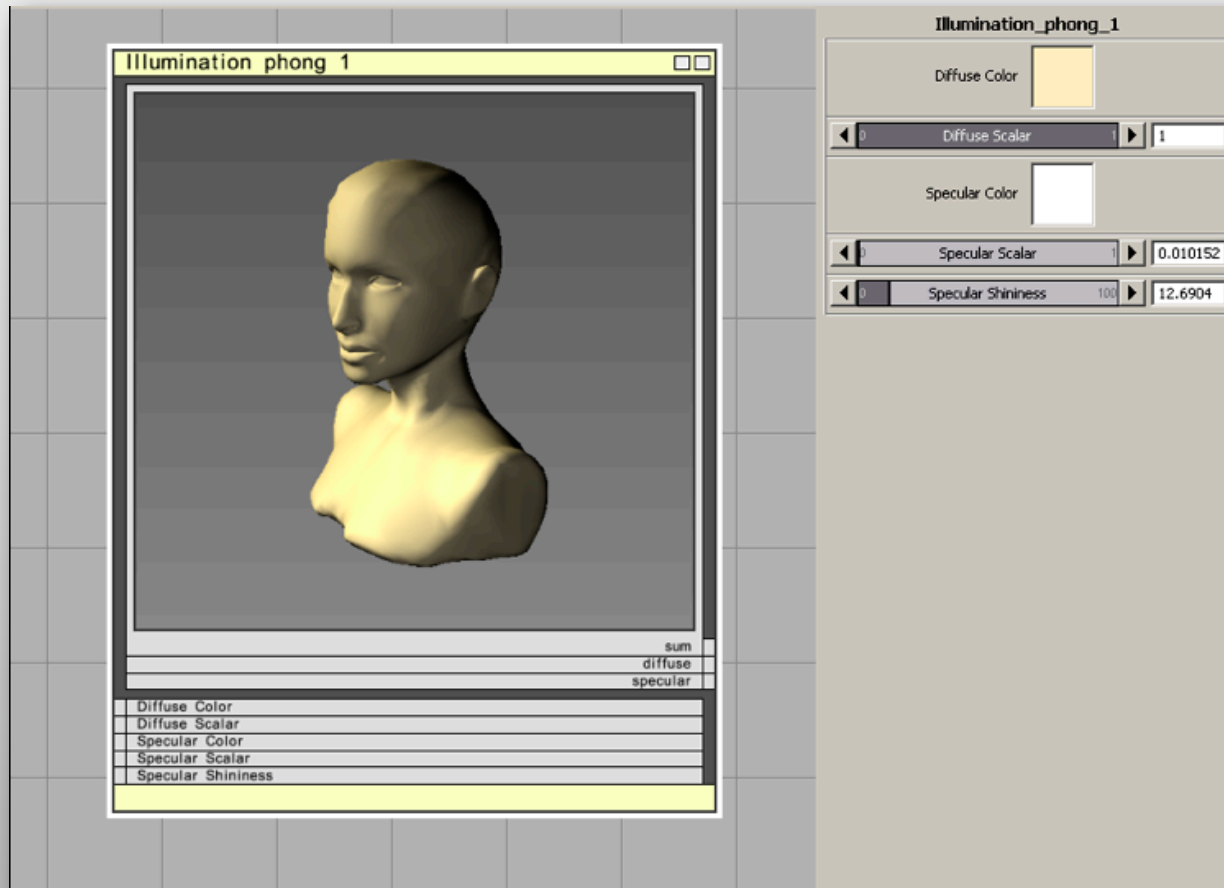 Illumination phong 1
sum
diffuse
specular
Diffuse Color
Diffuse Scalar
Specular Color
Specular Scalar
Specular Shininess
Illumination_phong_1
Diffuse Color
0 Diffuse Scalar 1 1
Specular Color
0 Specular Scalar 1 0.010152
0 Specular Shininess 100 12.6904